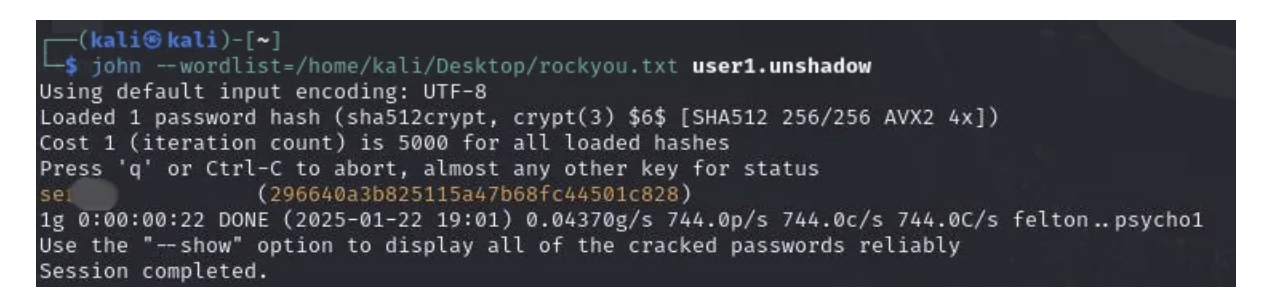 ┌──(kali㉿kali)-[~]
└─$ john --wordlist=/home/kali/Desktop/rockyou.txt user1.unshadow
Using default input encoding: UTF-8
Loaded 1 password hash (sha512crypt, crypt(3) $6$ [SHA512 256/256 AVX2 4x])
Cost 1 (iteration count) is 5000 for all loaded hashes
Press 'q' or Ctrl-C to abort, almost any other key for status
(296640a3b825115a47b68fc44501c828)
1g 0:00:00:22 DONE (2025-01-22 19:01) 0.04370g/s 744.0p/s 744.0c/s 744.0C/s felton..psycho1
Use the "--show" option to display all of the cracked passwords reliably
Session completed.